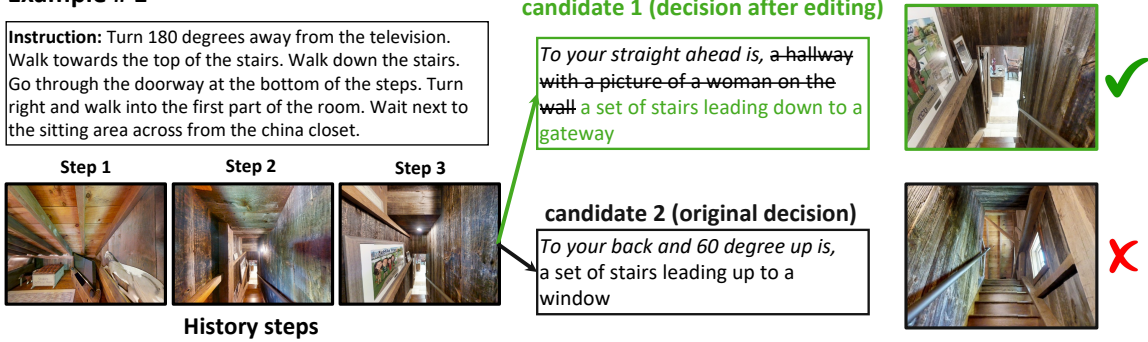 candidate 1 (decision after editing)
Instruction: Turn 180 degrees away from the television.
Walk towards the top of the stairs. Walk down the stairs.
Go through the doorway at the bottom of the steps. Turn
right and walk into the first part of the room. Wait next to
the sitting area across from the china closet.
To your straight ahead is, a hallway
with a picture of a woman on the
wall a set of stairs leading down to a
gateway
Step 1
Step 2
Step 3
candidate 2 (original decision)
To your back and 60 degree up is,
a set of stairs leading up to a
window
History steps